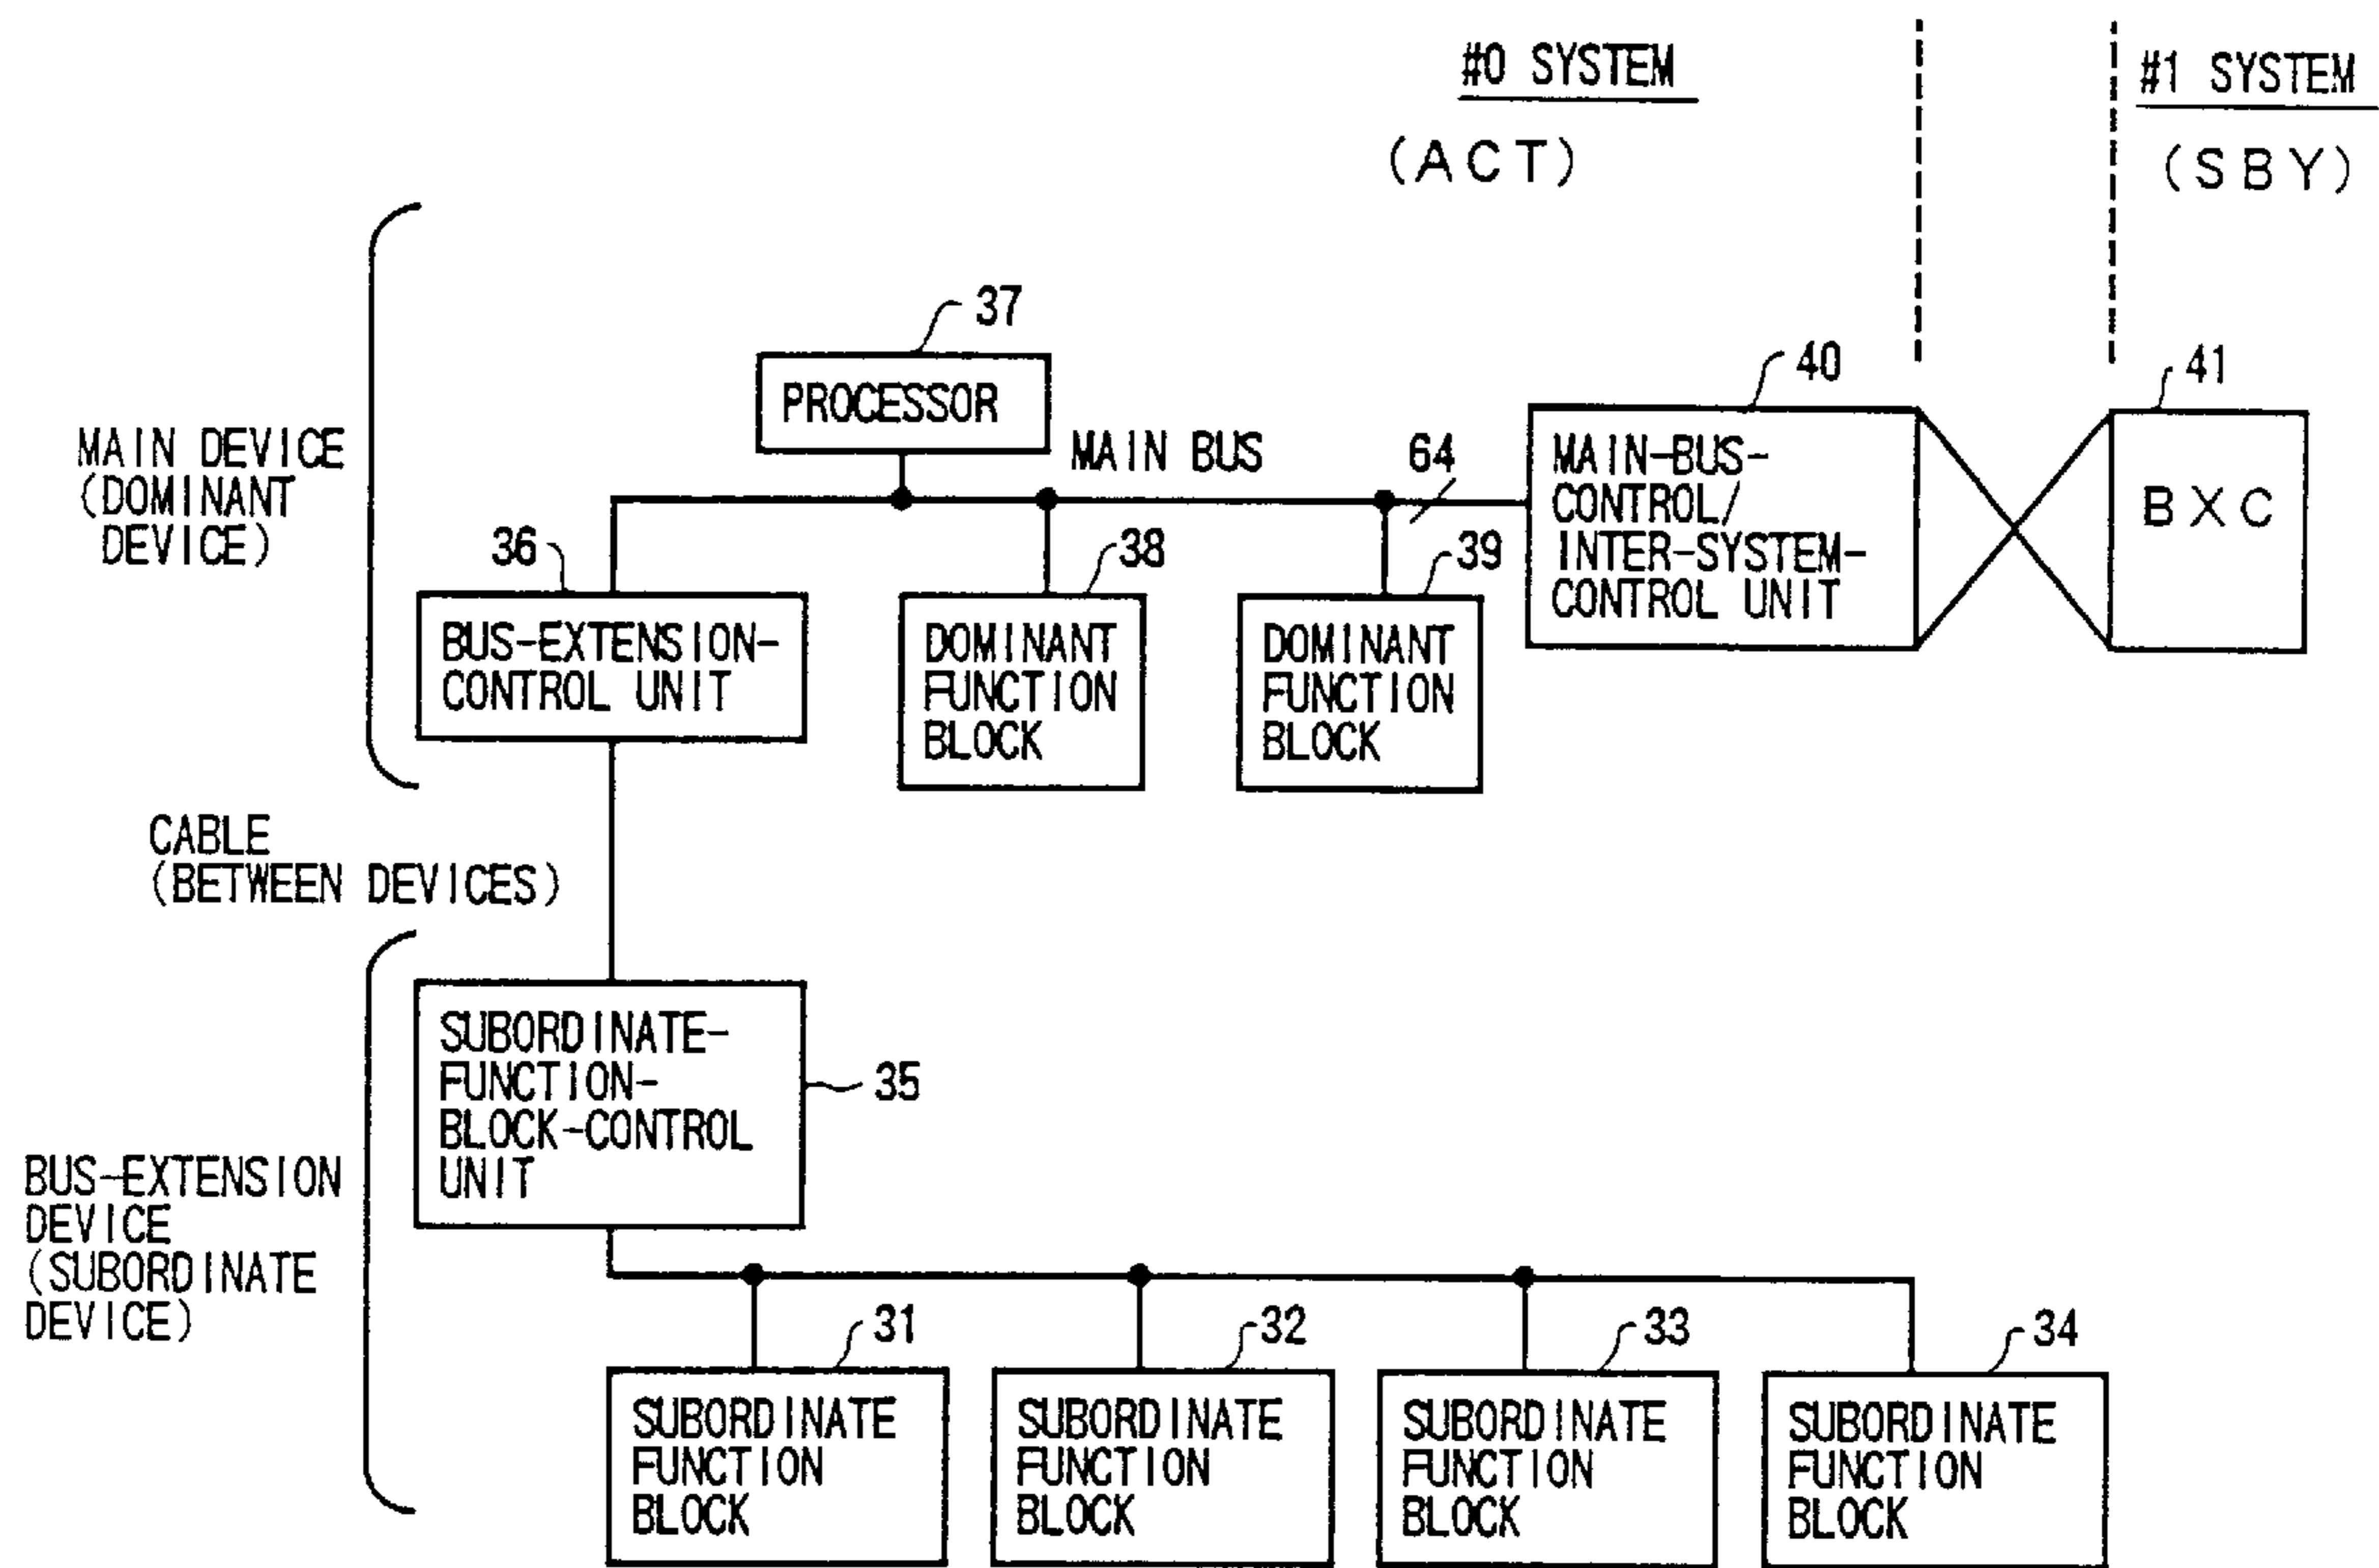 #0 SYSTEM
(ACT)
#1 SYSTEM
(SBY)
37
PROCESSOR
MAIN BUS
64
40
41
MAIN DEVICE
(DOMINANT
DEVICE)
MAIN-BUS-
CONTROL/
INTER-SYSTEM-
CONTROL UNIT
BXC
36
38
39
BUS-EXTENSION-
CONTROL UNIT
DOMINANT
FUNCTION
BLOCK
DOMINANT
FUNCTION
BLOCK
CABLE
(BETWEEN DEVICES)
SUBORDINATE-
FUNCTION-
BLOCK-CONTROL
UNIT
35
BUS-EXTENSION
DEVICE
(SUBORDINATE
DEVICE)
31
32
33
34
SUBORDINATE
FUNCTION
BLOCK
SUBORDINATE
FUNCTION
BLOCK
SUBORDINATE
FUNCTION
BLOCK
SUBORDINATE
FUNCTION
BLOCK